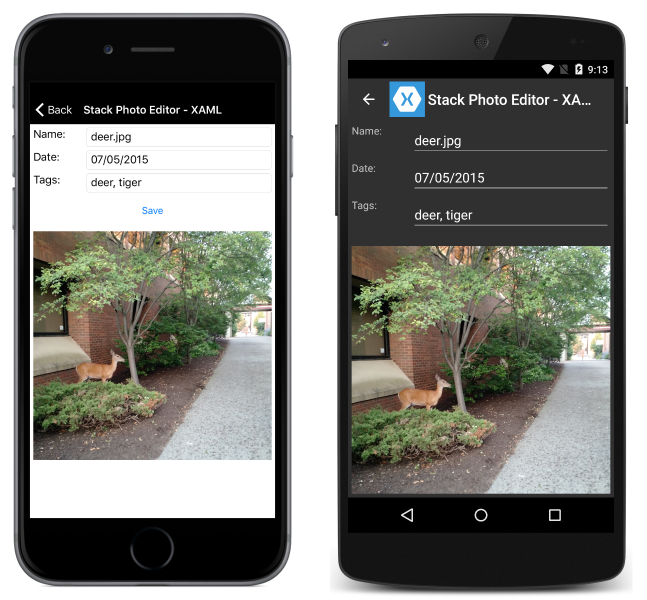 Back Stack Photo Editor - XAML
Name: deer.jpg
Date: 07/05/2015
Tags: deer, tiger
Save
9:13
Stack Photo Editor - XA...
Name:
deer.jpg
Date:
07/05/2015
Tags:
deer, tiger